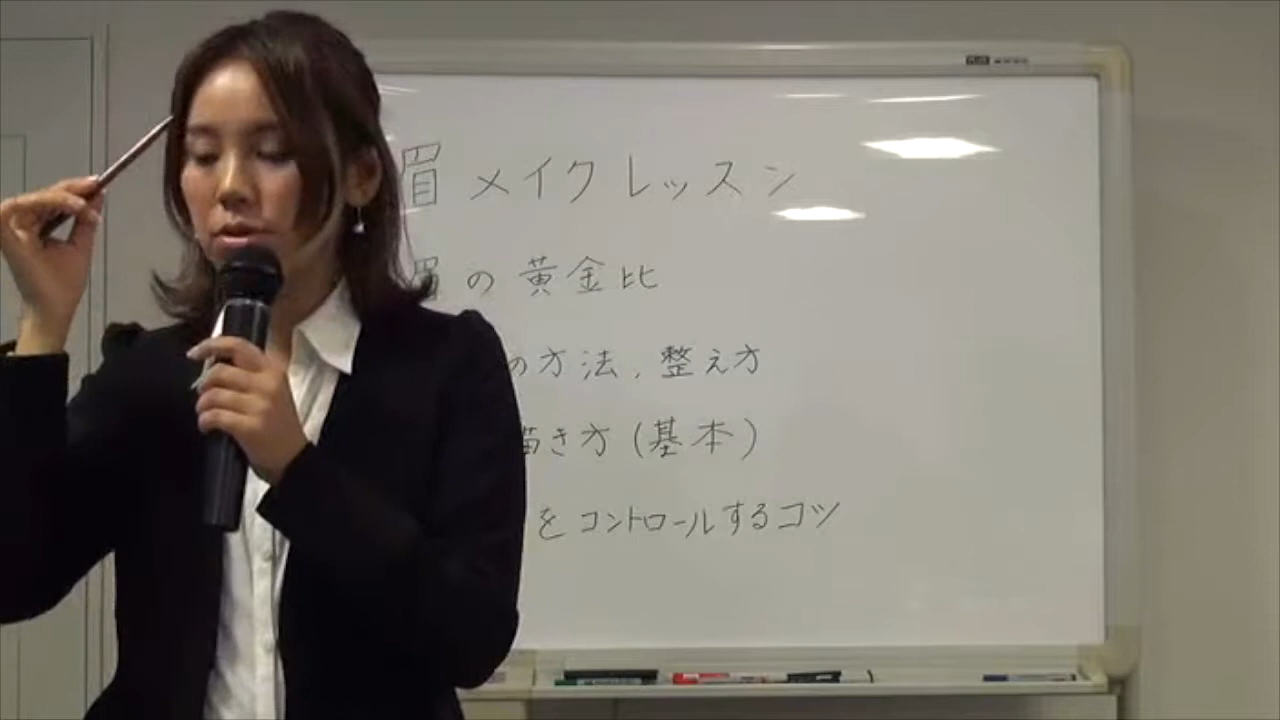 PLUS
眉メイクレッスン
眉の黄金比
の方法、整え方
描き方(基本)
をコントロールするコツ